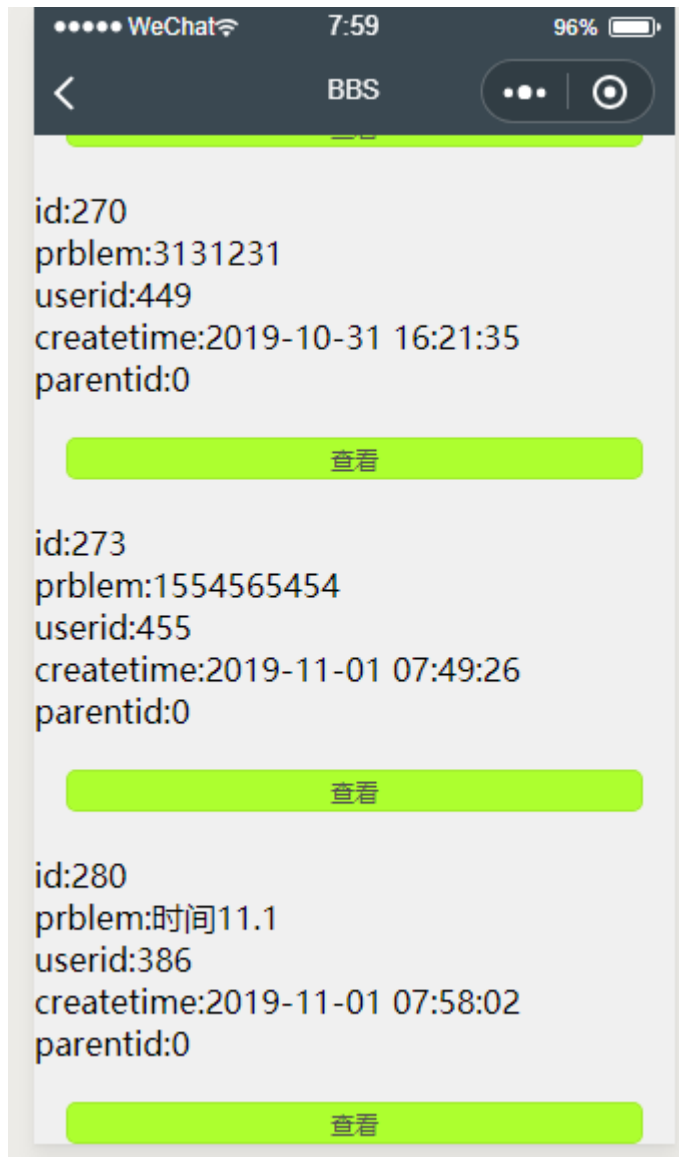 WeChat
7:59
96%
BBS
id:270
prblem:3131231
userid:449
createtime:2019-10-31 16:21:35
parentid:0
查看
id:273
prblem:1554565454
userid:455
createtime:2019-11-01 07:49:26
parentid:0
查看
id:280
prblem:时间11.1
userid:386
createtime:2019-11-01 07:58:02
parentid:0
查看